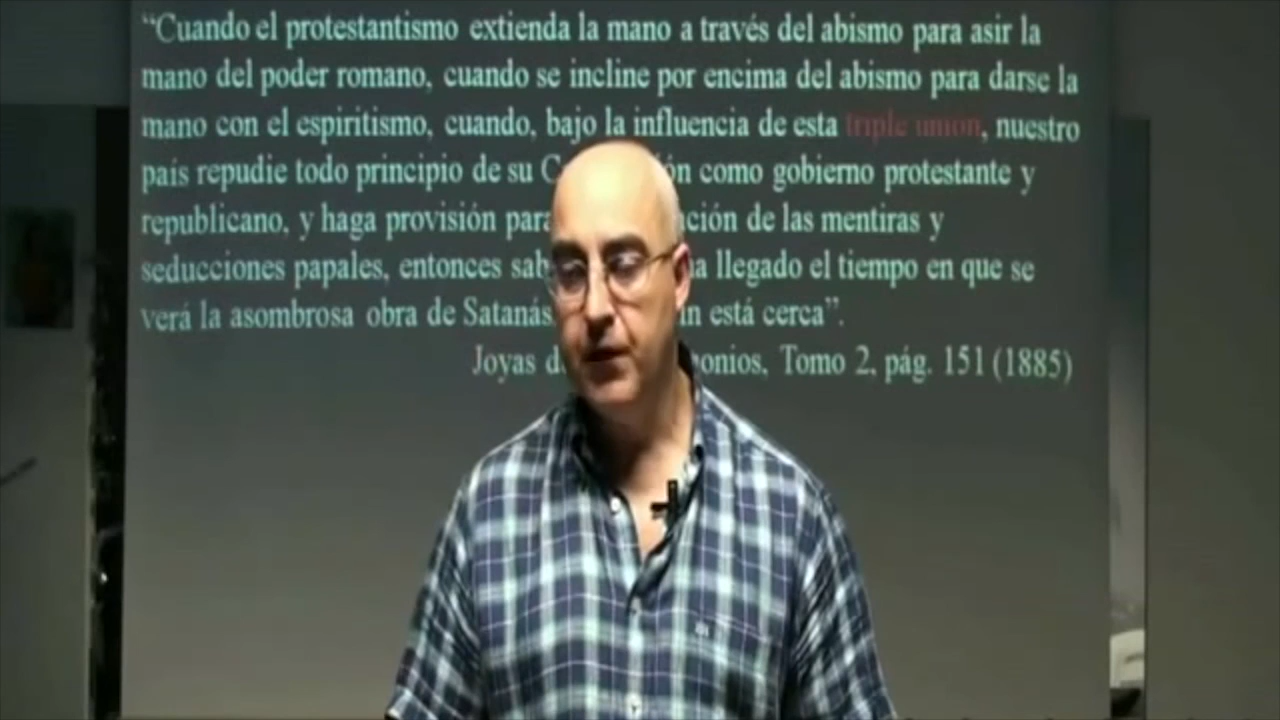 “Cuando el protestantismo extienda la mano a través del abismo para asir la
mano del poder romano, cuando se incline por encima del abismo para darse la
mano con el espiritismo, cuando, bajo la influencia de esta triple unión, nuestro
país repudie todo principio de su como gobierno protestante y
republicano, y haga provisión de las mentiras y
seducciones papales, entonces llegado el tiempo en que se
verá la asombrosa obra de Satanás está cerca”.
Joyas Tomo 2, pág. 151 (1885)